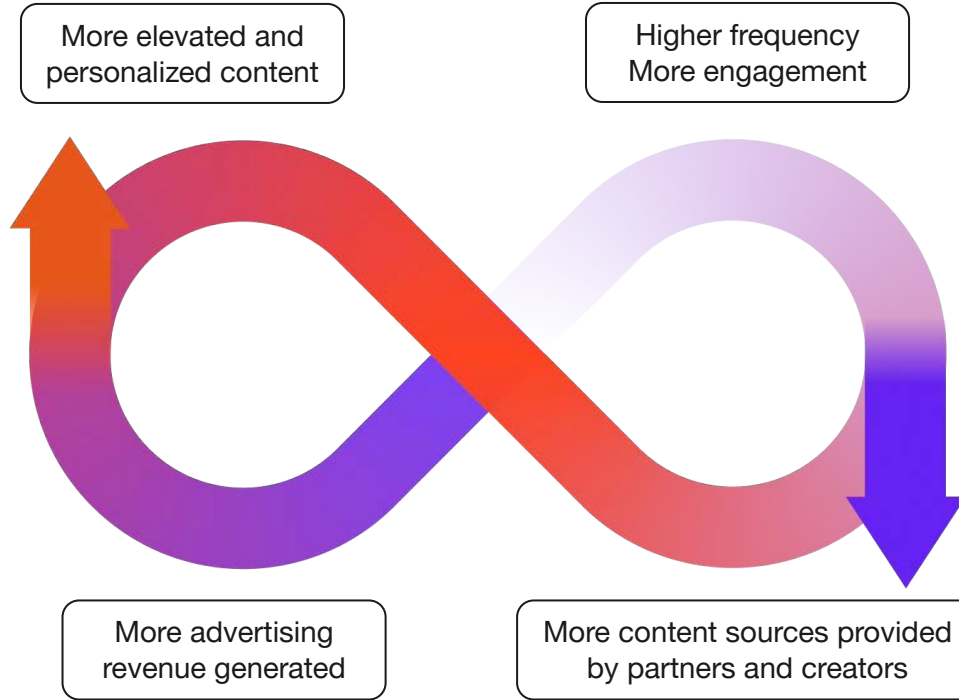 More elevated and
personalized content
Higher frequency
More engagement
More advertising
revenue generated
More content sources provided
by partners and creators